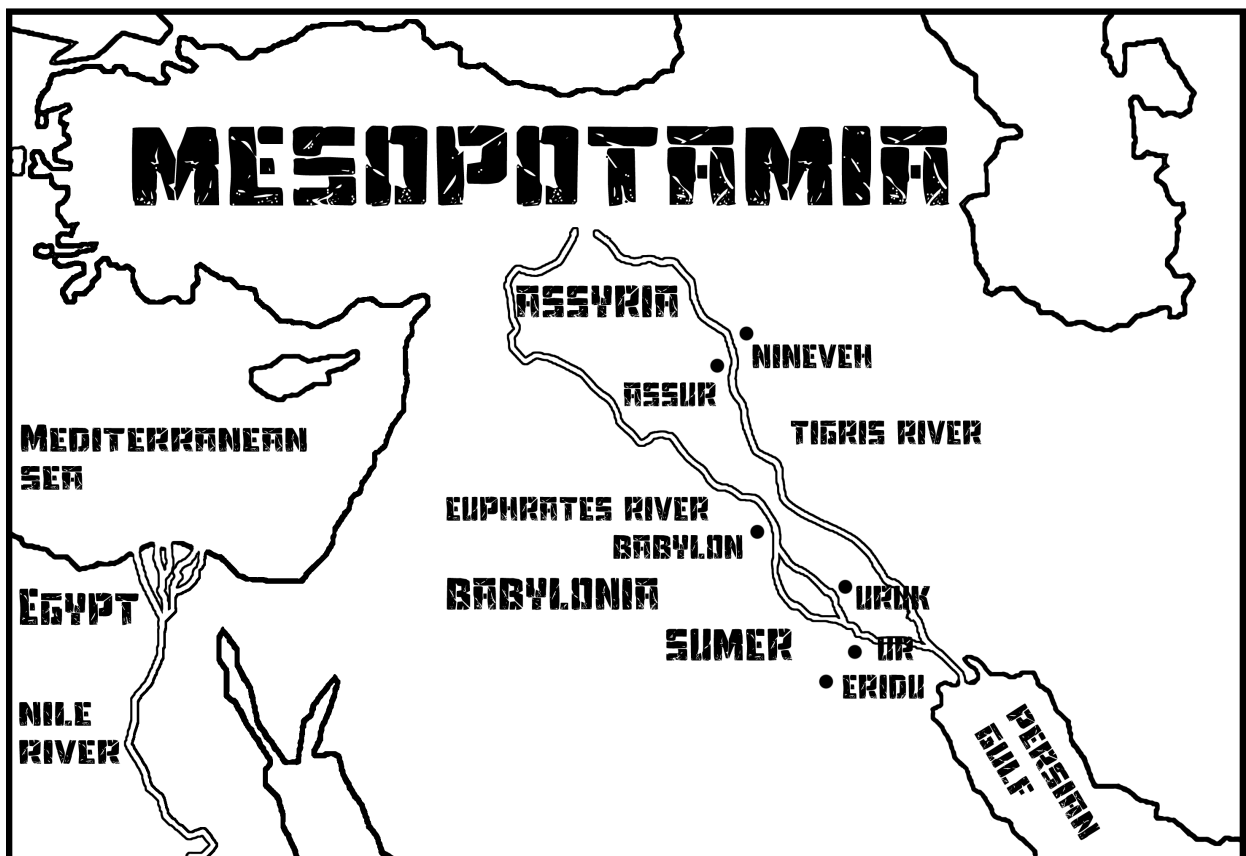 MESOPOTAMIA
ASSYRIA
NINEVEH
ASSUR
TIGRIS RIVER
MEDITERRANEAN
SEA
EUPHRATES RIVER
BABYLON
BABYLONIA
EGYPT
URUK
SUMER
UR
ERIDU
NILE
RIVER
PERSIAN
GULF